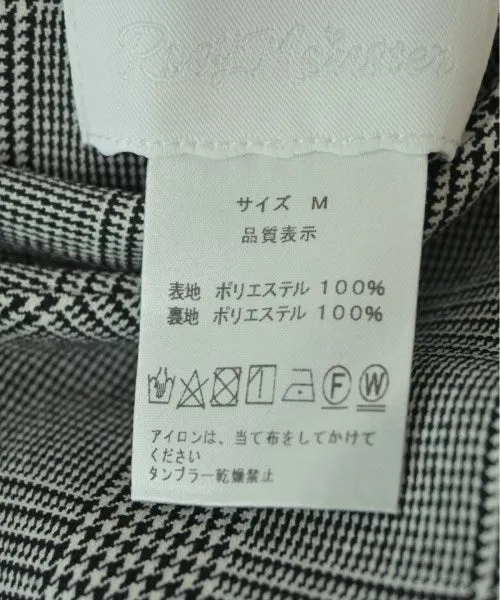 Rosy Monster
サイズ M
品質表示
表地 ポリエステル 100%
裏地 ポリエステル 100%
F W
アイロンは、当て布をしてかけて
ください
タンブラー乾燥禁止